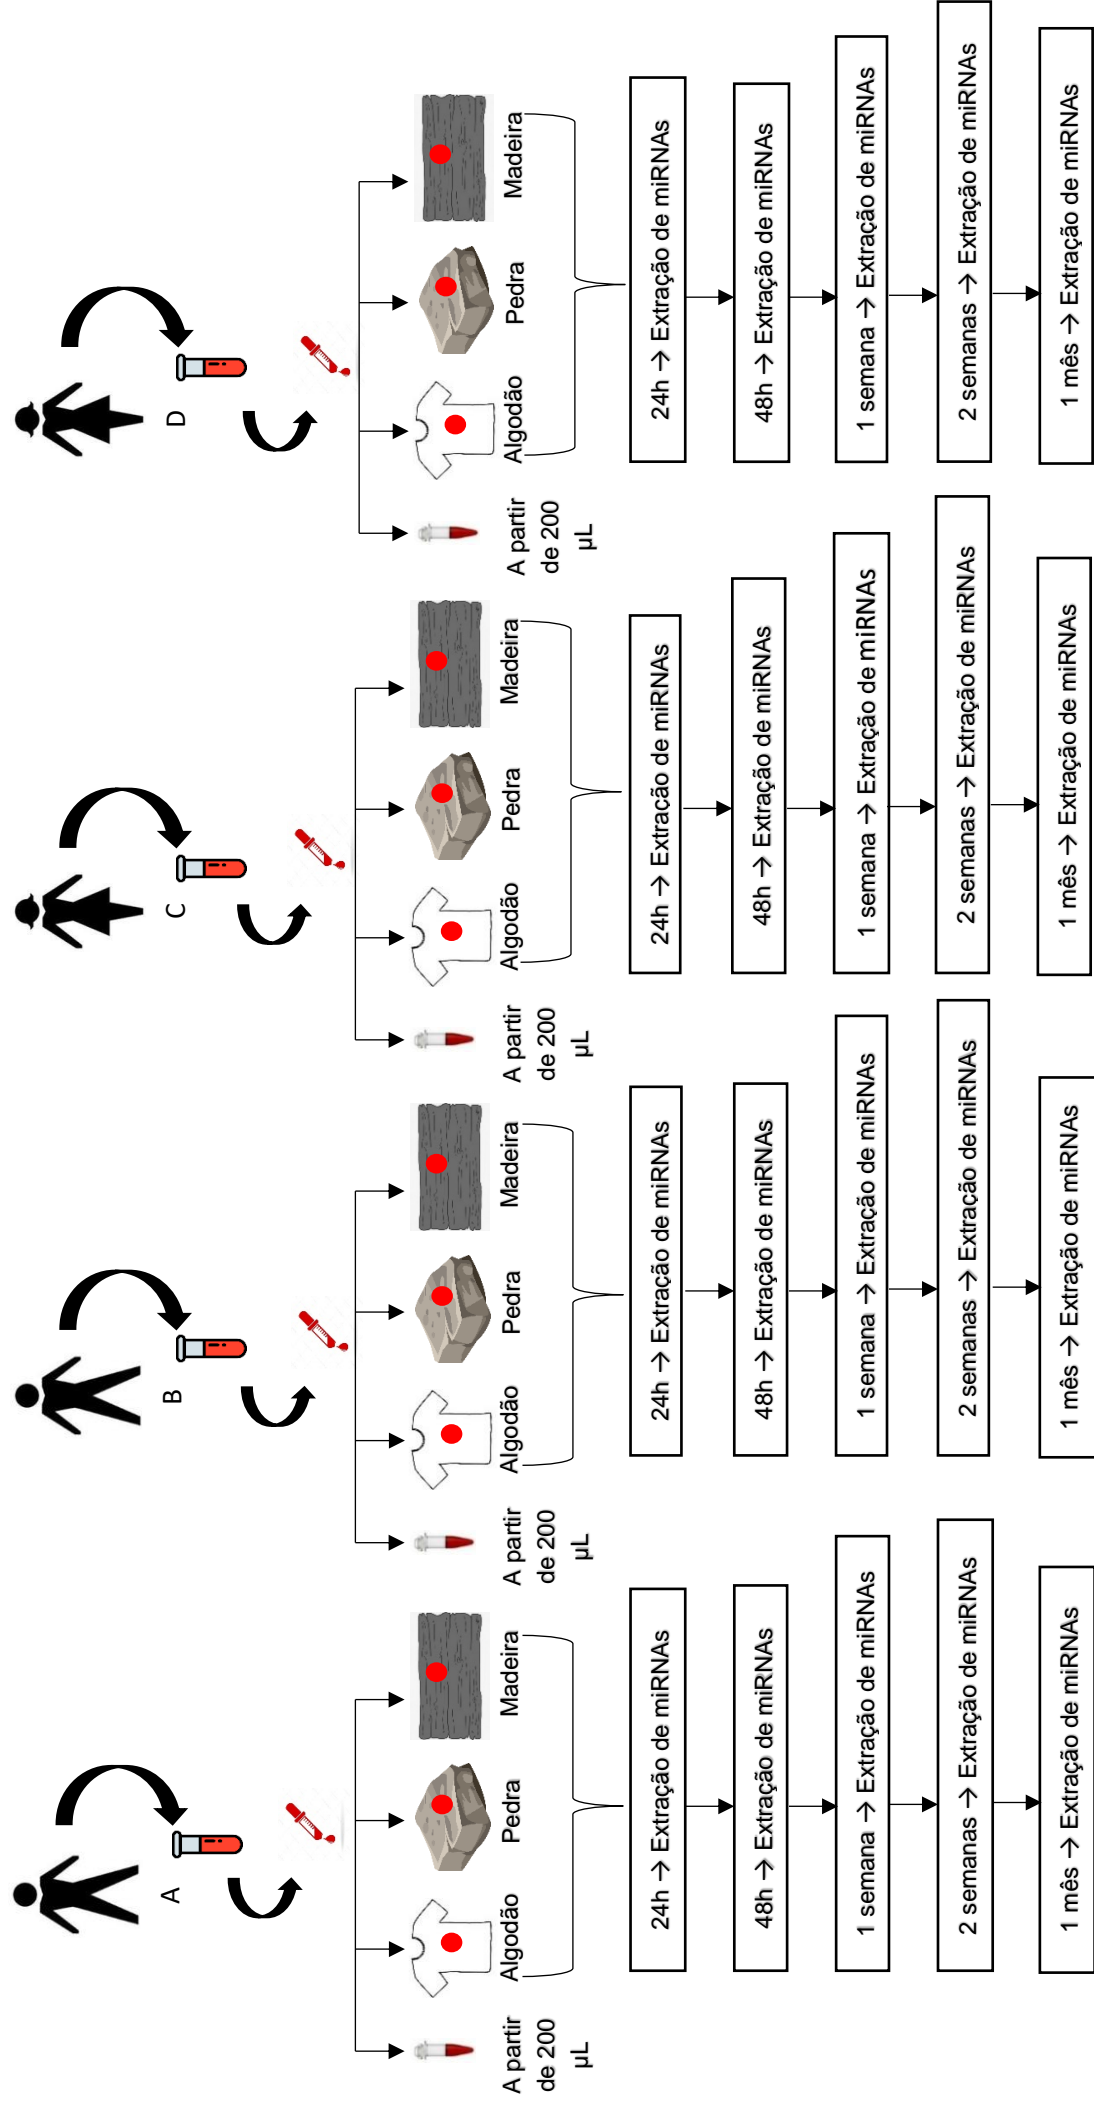 A
A partir
de 200
µL
Algodão
Pedra
Madeira
24h → Extração de miRNAs
48h → Extração de miRNAs
1 semana → Extração de miRNAs
2 semanas → Extração de miRNAs
1 mês → Extração de miRNAs
B
A partir
de 200
µL
Algodão
Pedra
Madeira
24h → Extração de miRNAs
48h → Extração de miRNAs
1 semana → Extração de miRNAs
2 semanas → Extração de miRNAs
1 mês → Extração de miRNAs
C
A partir
de 200
µL
Algodão
Pedra
Madeira
24h → Extração de miRNAs
48h → Extração de miRNAs
1 semana → Extração de miRNAs
2 semanas → Extração de miRNAs
1 mês → Extração de miRNAs
D
A partir
de 200
µL
Algodão
Pedra
Madeira
24h → Extração de miRNAs
48h → Extração de miRNAs
1 semana → Extração de miRNAs
2 semanas → Extração de miRNAs
1 mês → Extração de miRNAs